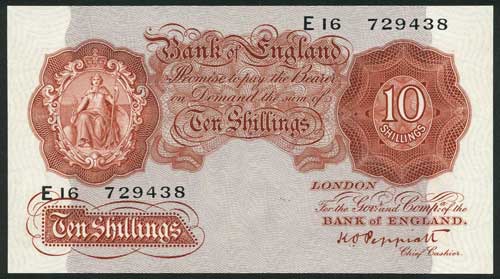 E16 729438
Bank of England
Promise to pay the Bearer
on Demand the sum of
Ten Shillings
10
SHILLINGS
E16 729438
LONDON
For the Govr. and Compa. of the
BANK OF ENGLAND.
Ten Shillings
K O Peppiatt
Chief Cashier.